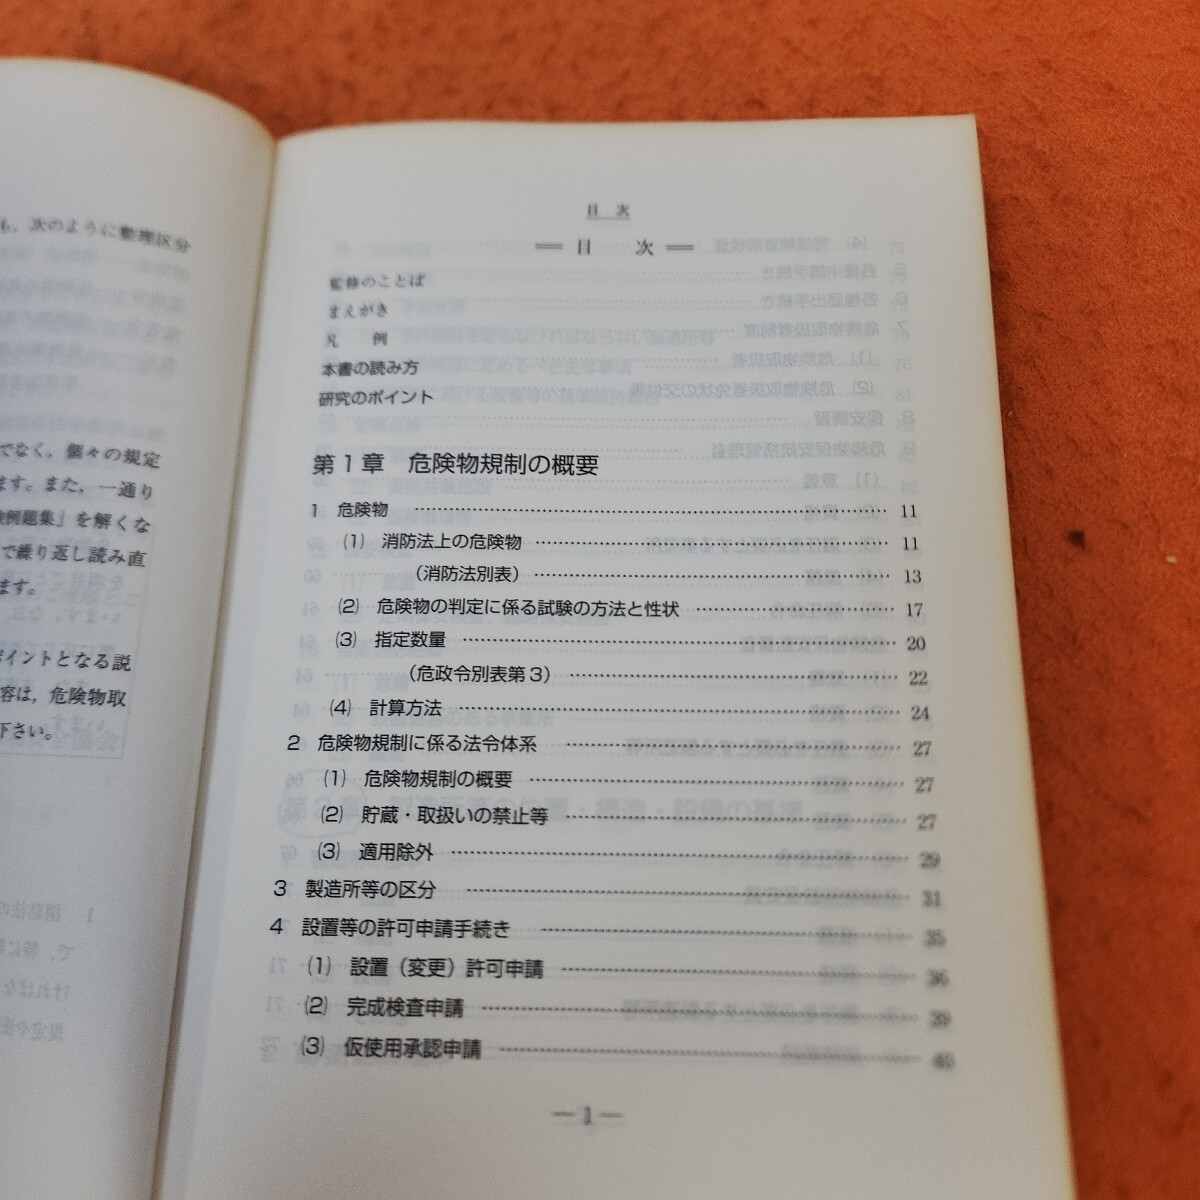 も，次のように整理区分
でなく，個々の規定
ます。また，一通り
例題集」を解くな
で繰り返し読み直
ます。
ポイントとなる説
容は，危険物取
下さい。
目　次
目　次
監修のことば
まえがき
凡　例
本書の読み方
研究のポイント
第1章　危険物規制の概要
1　危険物 11
(1)　消防法上の危険物 11
（消防法別表） 13
(2)　危険物の判定に係る試験の方法と性状 17
(3)　指定数量 20
（危政令別表第3） 22
(4)　計算方法 24
2　危険物規制に係る法令体系 27
(1)　危険物規制の概要 27
(2)　貯蔵・取扱いの禁止等 27
(3)　適用除外 29
3　製造所等の区分 31
4　設置等の許可申請手続き 35
(1)　設置（変更）許可申請 36
(2)　完成検査申請 39
(3)　仮使用承認申請 40
― 1 ―